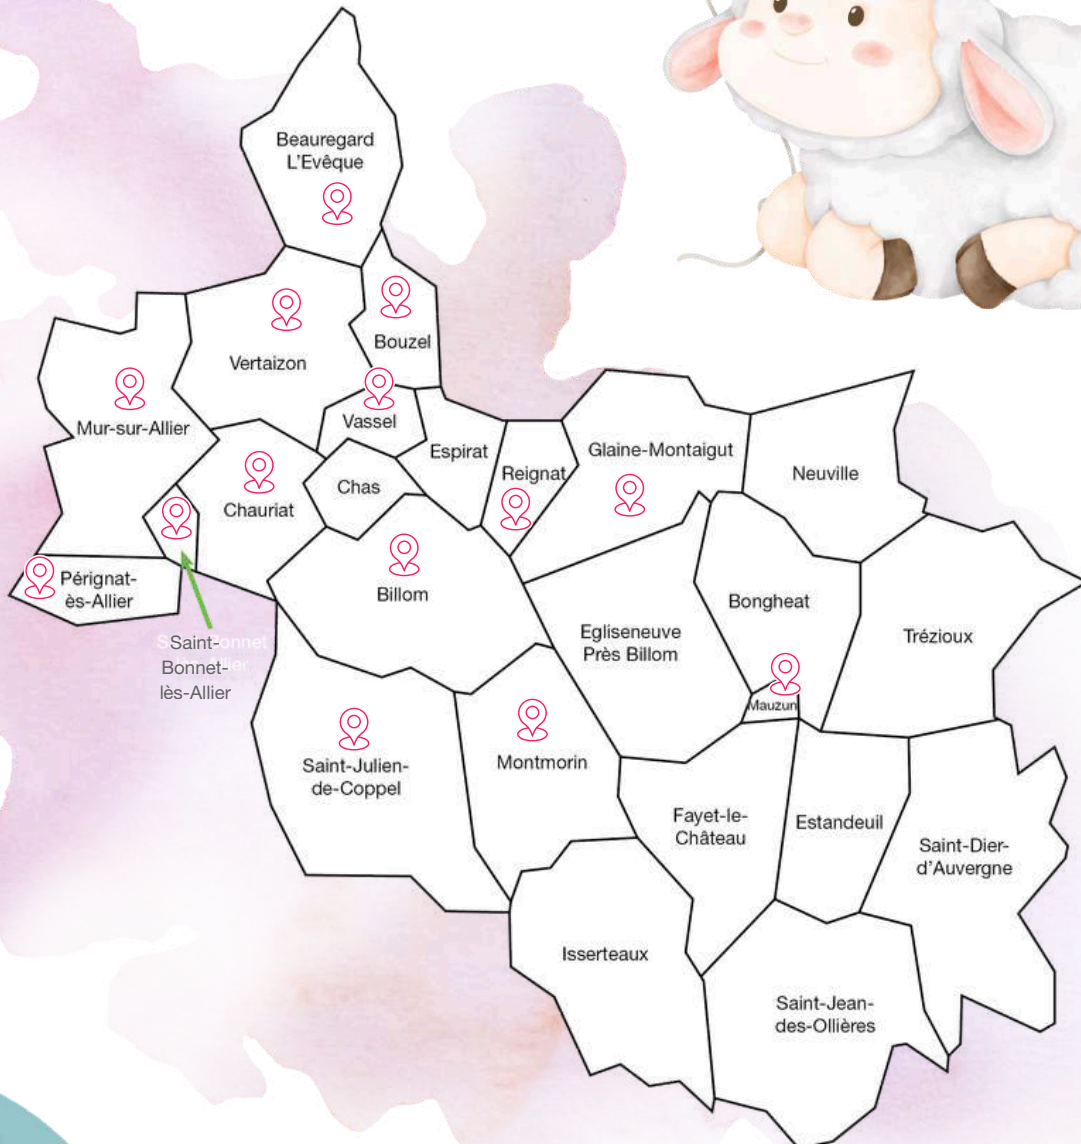 Beauregard
L'Evêque
Bouzel
Vertaizon
Vassel
Mur-sur-Allier
Espirat
Glaine-Montaigut
Reignat
Neuville
Chas
Chauriat
Pérignat-
ès-Allier
Billom
Bongheat
Egliseneuve
Près Billom
Trézioux
Saint-
Bonnet-
lès-Allier
Mauzun
Saint-Julien-
de-Coppel
Montmorin
Fayet-le-
Château
Estandeuil
Saint-Dier-
d'Auvergne
Isserteaux
Saint-Jean-
des-Ollières